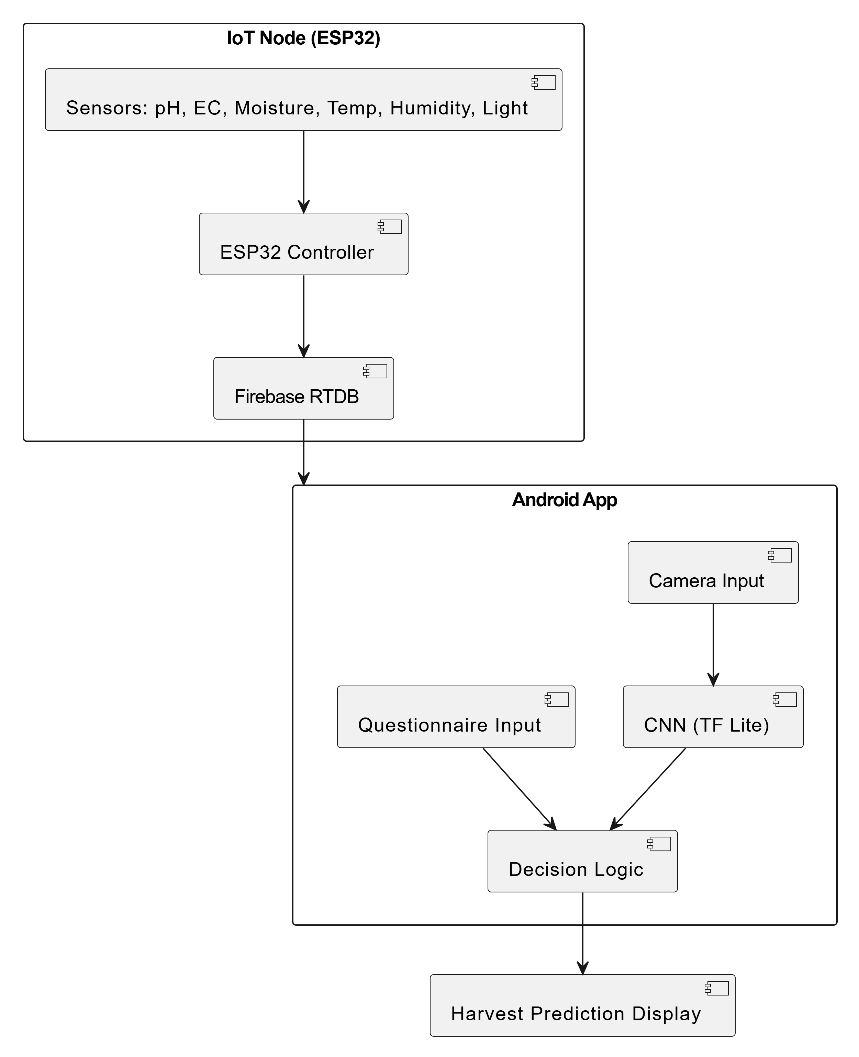 IoT Node (ESP32)
Sensors: pH, EC, Moisture, Temp, Humidity, Light
ESP32 Controller
Firebase RTDB
Android App
Camera Input
Questionnaire Input
CNN (TF Lite)
Decision Logic
Harvest Prediction Display